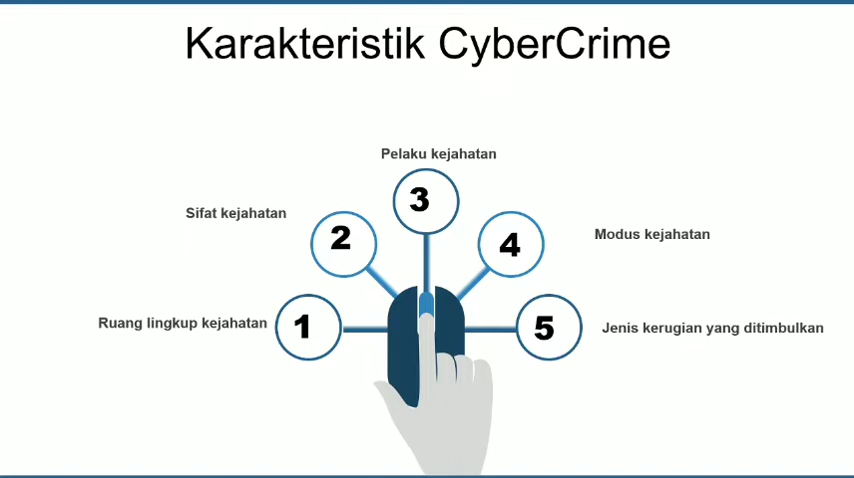 Karakteristik CyberCrime
Pelaku kejahatan
3
Sifat kejahatan
2
4
Modus kejahatan
Ruang lingkup kejahatan
1
5
Jenis kerugian yang ditimbulkan